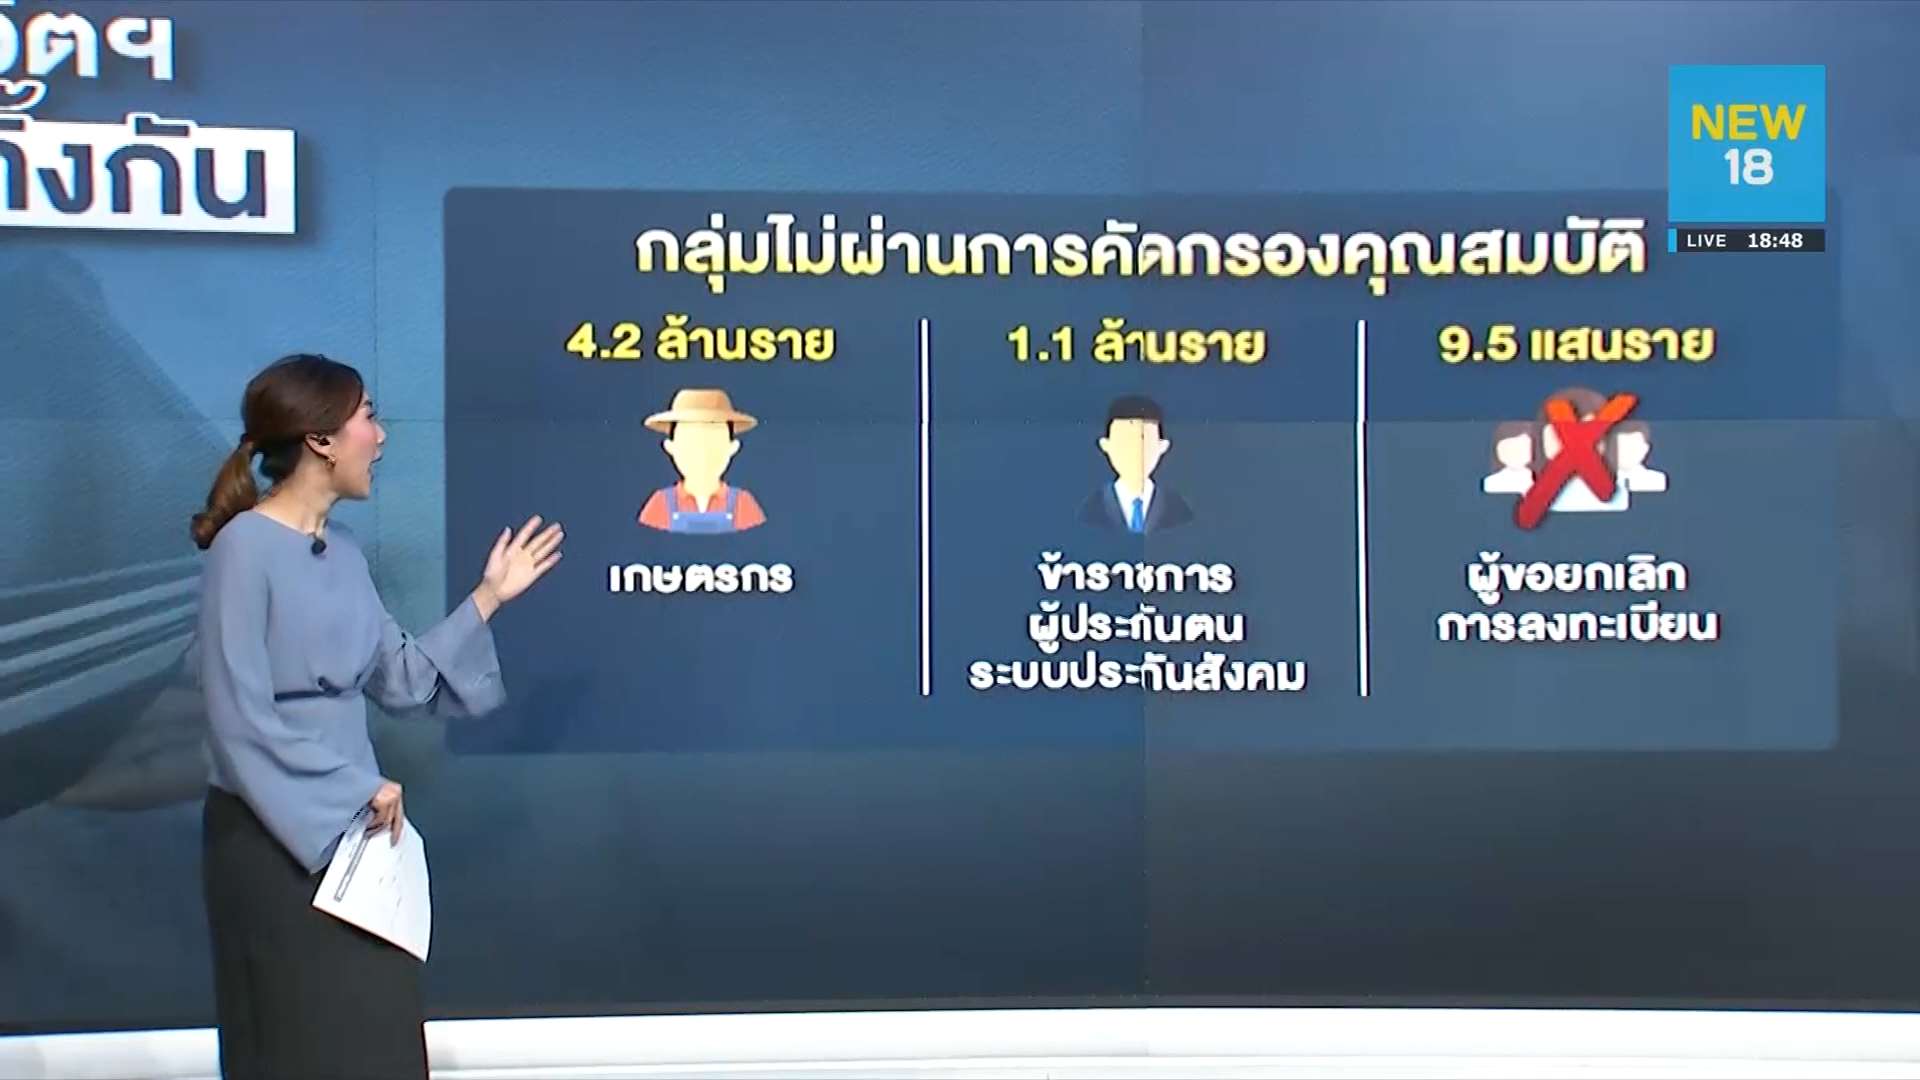 ทิ้งกัน
NEW
18
LIVE 18:48
กลุ่มไม่ผ่านการคัดกรองคุณสมบัติ
4.2 ล้านราย
1.1 ล้านราย
9.5 แสนราย
เกษตรกร
ข้าราชการ
ผู้ประกันตน
ระบบประกันสังคม
ผู้ขอยกเลิก
การลงทะเบียน